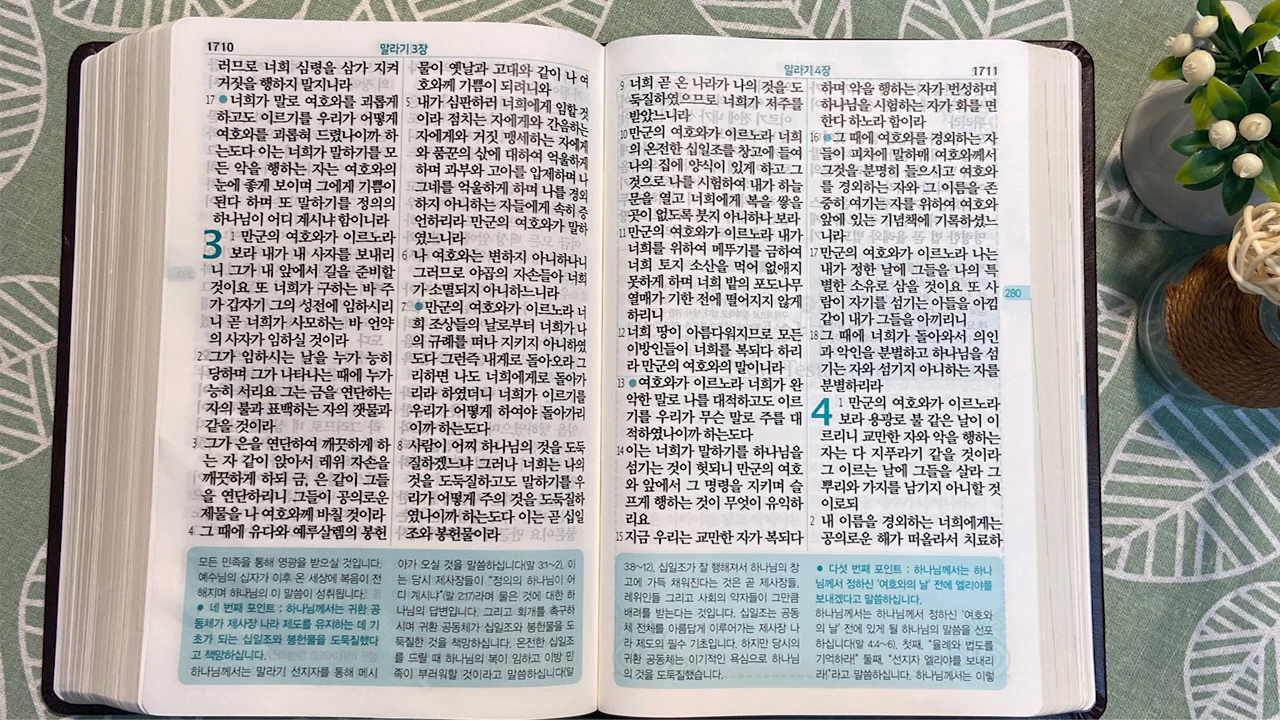 1710
말라기 3장
러므로 너희 심령을 삼가 지켜
거짓을 행하지 말지니라
17 ●너희가 말로 여호와를 괴롭게
하고도 이르기를 우리가 어떻게
여호와를 괴롭혀 드렸나이까 하
는도다 이는 너희가 말하기를 모
든 악을 행하는 자는 여호와의
눈에 좋게 보이며 그에게 기쁨이
된다 하며 또 말하기를 정의의
하나님이 어디 계시냐 함이니라
3 1 만군의 여호와가 이르노라
보라 내가 내 사자를 보내리
니 그가 내 앞에서 길을 준비할
것이요 또 너희가 구하는 바 주
가 갑자기 그의 성전에 임하시리
니 곧 너희가 사모하는 바 언약
의 사자가 임하실 것이라
2 그가 임하시는 날을 누가 능히
당하며 그가 나타나는 때에 누가
능히 서리요 그는 금을 연단하는
자의 불과 표백하는 자의 잿물과
같을 것이라
3 그가 은을 연단하여 깨끗하게 하
는 자 같이 앉아서 레위 자손을
깨끗하게 하되 금, 은 같이 그들
을 연단하리니 그들이 공의로운
제물을 나 여호와께 바칠 것이라
4 그 때에 유다와 예루살렘의 봉헌
물이 옛날과 고대와 같이 나 여
호와께 기쁨이 되려니와
5 내가 심판하러 너희에게 임할 것
이라 점치는 자에게와 간음하는
자에게와 거짓 맹세하는 자에게
와 품꾼의 삯에 대하여 억울하게
하며 과부와 고아를 압제하며 나
그네를 억울하게 하며 나를 경외
하지 아니하는 자들에게 속히 증
언하리라 만군의 여호와가 말하
였느니라
6 나 여호와는 변하지 아니하나니
그러므로 야곱의 자손들아 너희
가 소멸되지 아니하느니라
7 ●만군의 여호와가 이르노라 너
희 조상들의 날로부터 너희가 나
의 규례를 떠나 지키지 아니하였
도다 그런즉 내게로 돌아오라 그
리하면 나도 너희에게로 돌아가
리라 하였더니 너희가 이르기를
우리가 어떻게 하여야 돌아가리
이까 하는도다
8 사람이 어찌 하나님의 것을 도둑
질하겠느냐 그러나 너희는 나의
것을 도둑질하고도 말하기를 우
리가 어떻게 주의 것을 도둑질하
였나이까 하는도다 이는 곧 십일
조와 봉헌물이라
모든 민족을 통해 영광을 받으실 것입니다.
예수님의 십자가 이후 온 세상에 복음이 전
해지며 하나님의 이 말씀이 성취됩니다.
● 네 번째 포인트 : 하나님께서는 귀환 공
동체가 제사장 나라 제도를 유지하는 데 기
초가 되는 십일조와 봉헌물을 도둑질했다
고 책망하십니다.
하나님께서는 말라기 선지자를 통해 메시
아가 오실 것을 말씀하십니다(말 3:1~2). 이
는 당시 제사장들이 "정의의 하나님이 어
디 계시냐"(말 2:17)라며 물은 것에 대한 하
나님의 답변입니다. 그리고 회개를 촉구하
시며 귀환 공동체가 십일조와 봉헌물을 도
둑질한 것을 책망하십니다. 온전한 십일조
를 드릴 때 하나님의 복이 임하고 이방 민
족이 부러워할 것이라고 말씀하십니다(말
말라기 4장
1711
9 너희 곧 온 나라가 나의 것을 도
둑질하였으므로 너희가 저주를
받았느니라
10 만군의 여호와가 이르노라 너희
의 온전한 십일조를 창고에 들여
나의 집에 양식이 있게 하고 그
것으로 나를 시험하여 내가 하늘
문을 열고 너희에게 복을 쌓을
곳이 없도록 붓지 아니하나 보라
11 만군의 여호와가 이르노라 내가
너희를 위하여 메뚜기를 금하여
너희 토지 소산을 먹어 없애지
못하게 하며 너희 밭의 포도나무
열매가 기한 전에 떨어지지 않게
하리니
12 너희 땅이 아름다워지므로 모든
이방인들이 너희를 복되다 하리
라 만군의 여호와의 말이니라
13 ●여호와가 이르노라 너희가 완
악한 말로 나를 대적하고도 이르
기를 우리가 무슨 말로 주를 대
적하였나이까 하는도다
14 이는 너희가 말하기를 하나님을
섬기는 것이 헛되니 만군의 여호
와 앞에서 그 명령을 지키며 슬
프게 행하는 것이 무엇이 유익하
리요
15 지금 우리는 교만한 자가 복되다
하며 악을 행하는 자가 번성하며
하나님을 시험하는 자가 화를 면
한다 하노라 함이라
16 ●그 때에 여호와를 경외하는 자
들이 피차에 말하매 여호와께서
그것을 분명히 들으시고 여호와
를 경외하는 자와 그 이름을 존
중히 여기는 자를 위하여 여호와
앞에 있는 기념책에 기록하셨느
니라
17 만군의 여호와가 이르노라 나는
내가 정한 날에 그들을 나의 특
별한 소유로 삼을 것이요 또 사
람이 자기를 섬기는 아들을 아낌
같이 내가 그들을 아끼리니
18 그 때에 너희가 돌아와서 의인
과 악인을 분별하고 하나님을 섬
기는 자와 섬기지 아니하는 자를
분별하리라
4 1 만군의 여호와가 이르노라
보라 용광로 불 같은 날이 이
르리니 교만한 자와 악을 행하는
자는 다 지푸라기 같을 것이라
그 이르는 날에 그들을 살라 그
뿌리와 가지를 남기지 아니할 것
이로되
2 내 이름을 경외하는 너희에게는
공의로운 해가 떠올라서 치료하
280
3:8~12). 십일조가 잘 행해져서 하나님의 창
고에 가득 채워진다는 것은 곧 제사장들,
레위인들 그리고 사회의 약자들이 그만큼
배려를 받는다는 것입니다. 십일조는 공동
체 전체를 아름답게 이루어가는 제사장 나
라 제도의 필수 기초입니다. 하지만 당시의
귀환 공동체는 이기적인 욕심으로 하나님
의 것을 도둑질했습니다.
● 다섯 번째 포인트 : 하나님께서는 하나
님께서 정하신 '여호와의 날' 전에 엘리야를
보내겠다고 말씀하십니다.
하나님께서는 하나님께서 정하신 '여호와
의 날' 전에 있게 될 하나님의 말씀을 선포
하십니다(말 4:4~6). 첫째, "율례와 법도를
기억하라!" 둘째, "선지자 엘리야를 보내리
라!"라고 말씀하십니다. 하나님께서는 이렇